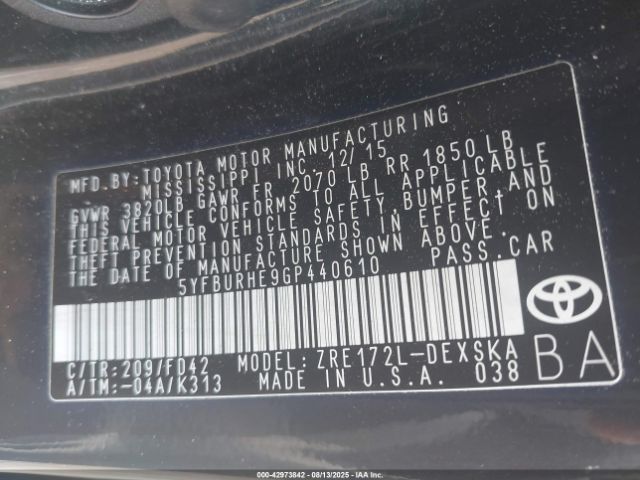 MFD. BY: TOYOTA MOTOR MANUFACTURING
MISSISSIPPI INC. 12/15
GVWR 3820LB GAWR FR 2070 LB RR 1850 LB
THIS VEHICLE CONFORMS TO ALL APPLICABLE
FEDERAL MOTOR VEHICLE SAFETY, BUMPER, AND
THEFT PREVENTION STANDARDS IN EFFECT ON
THE DATE OF MANUFACTURE SHOWN ABOVE.
5YFBURHE9GP440610 PASS.CAR
TOYOTA
C/TR: 209/FD42 MODEL: ZRE172L-DEXSKA
A/TM: -04A/K313 MADE IN U.S.A. 038
BA
000-42973842 - 08/13/2025 - IAAI.COM